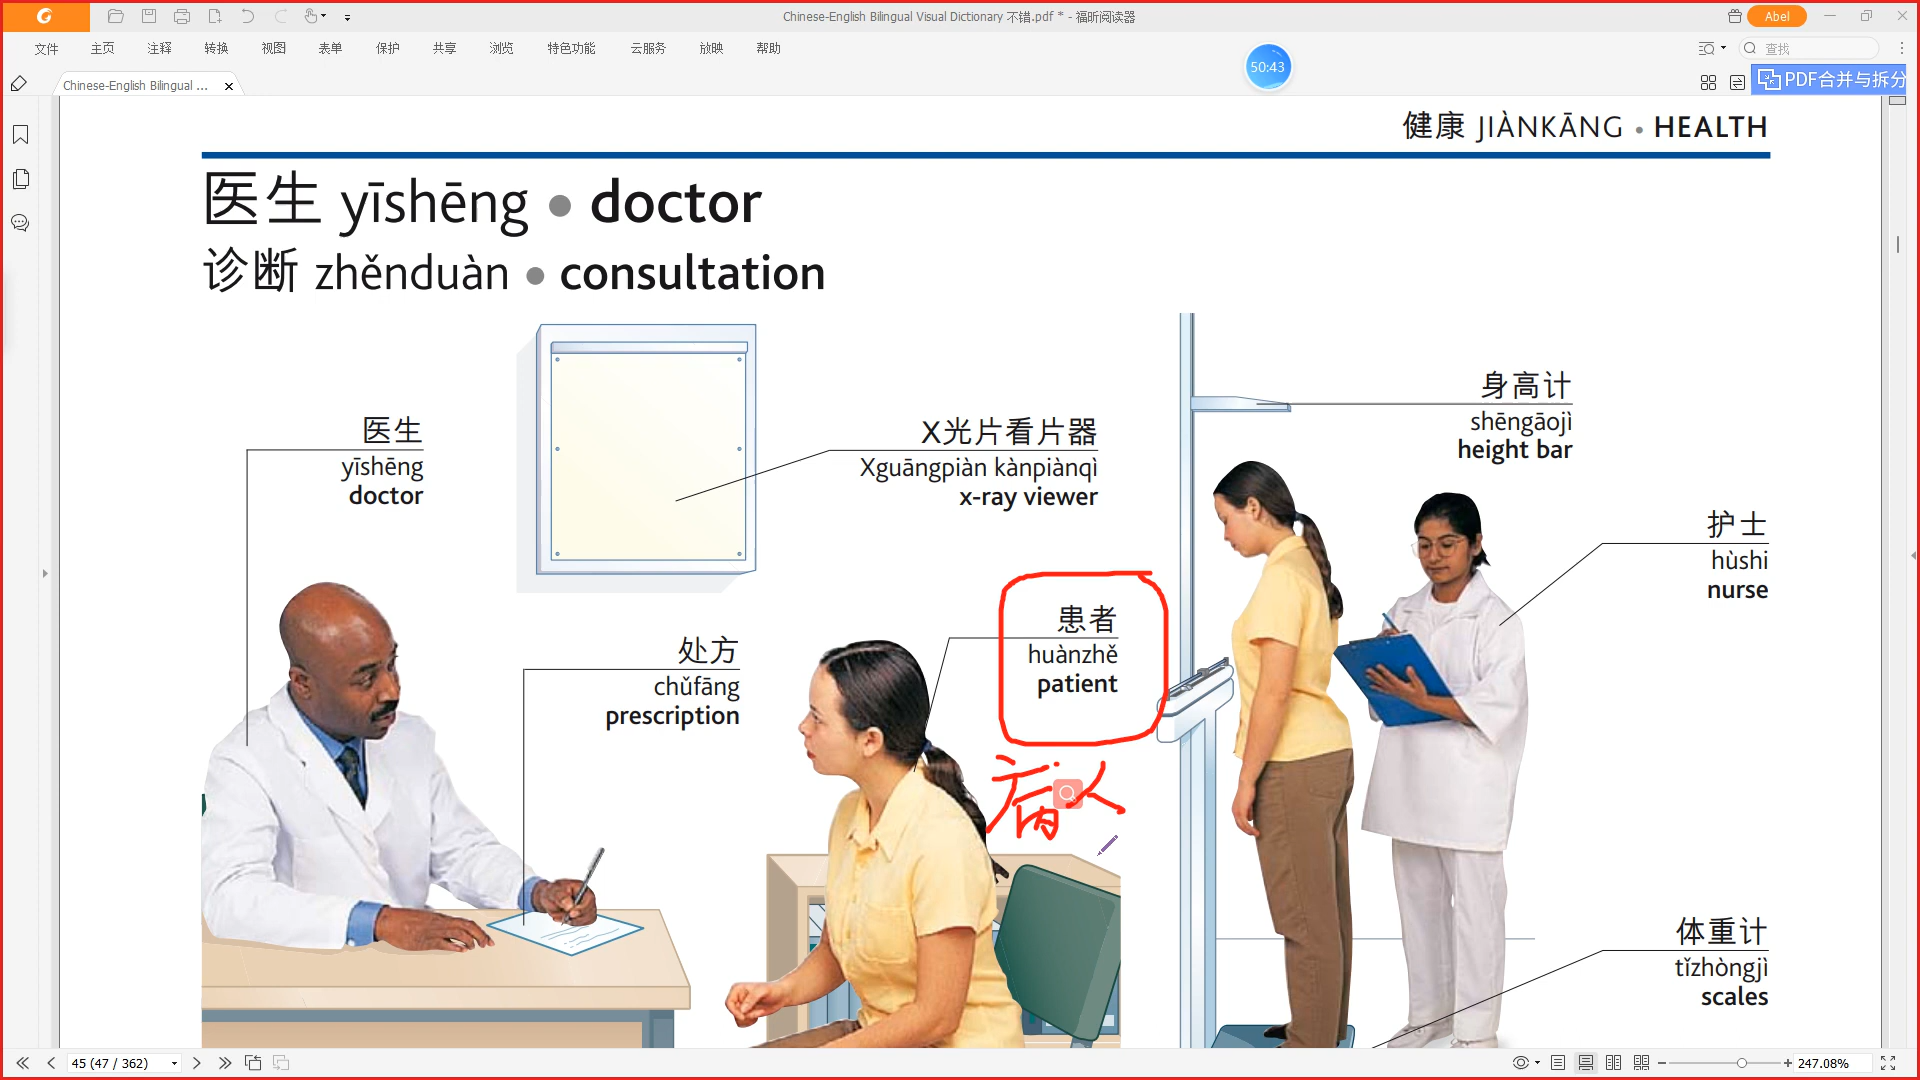 Chinese-English Bilingual Visual Dictionary 不错.pdf * - 福昕阅读器
Abel
文件 主页 注释 转换 视图 表单 保护 共享 浏览 特色功能 云服务 放映 帮助
查找
50:43
Chinese-English Bilingual ...
PDF合并与拆分
健康 JIÀNKĀNG • HEALTH
医生 yīshēng • doctor
诊断 zhěnduàn • consultation
医生
yīshēng
doctor
X光片看片器
Xguāngpiàn kànpiànqì
x-ray viewer
身高计
shēngāojì
height bar
护士
hùshi
nurse
处方
chǔfāng
prescription
患者
huànzhě
patient
病人
体重计
tǐzhòngjì
scales
45 (47 / 362)
247.08%